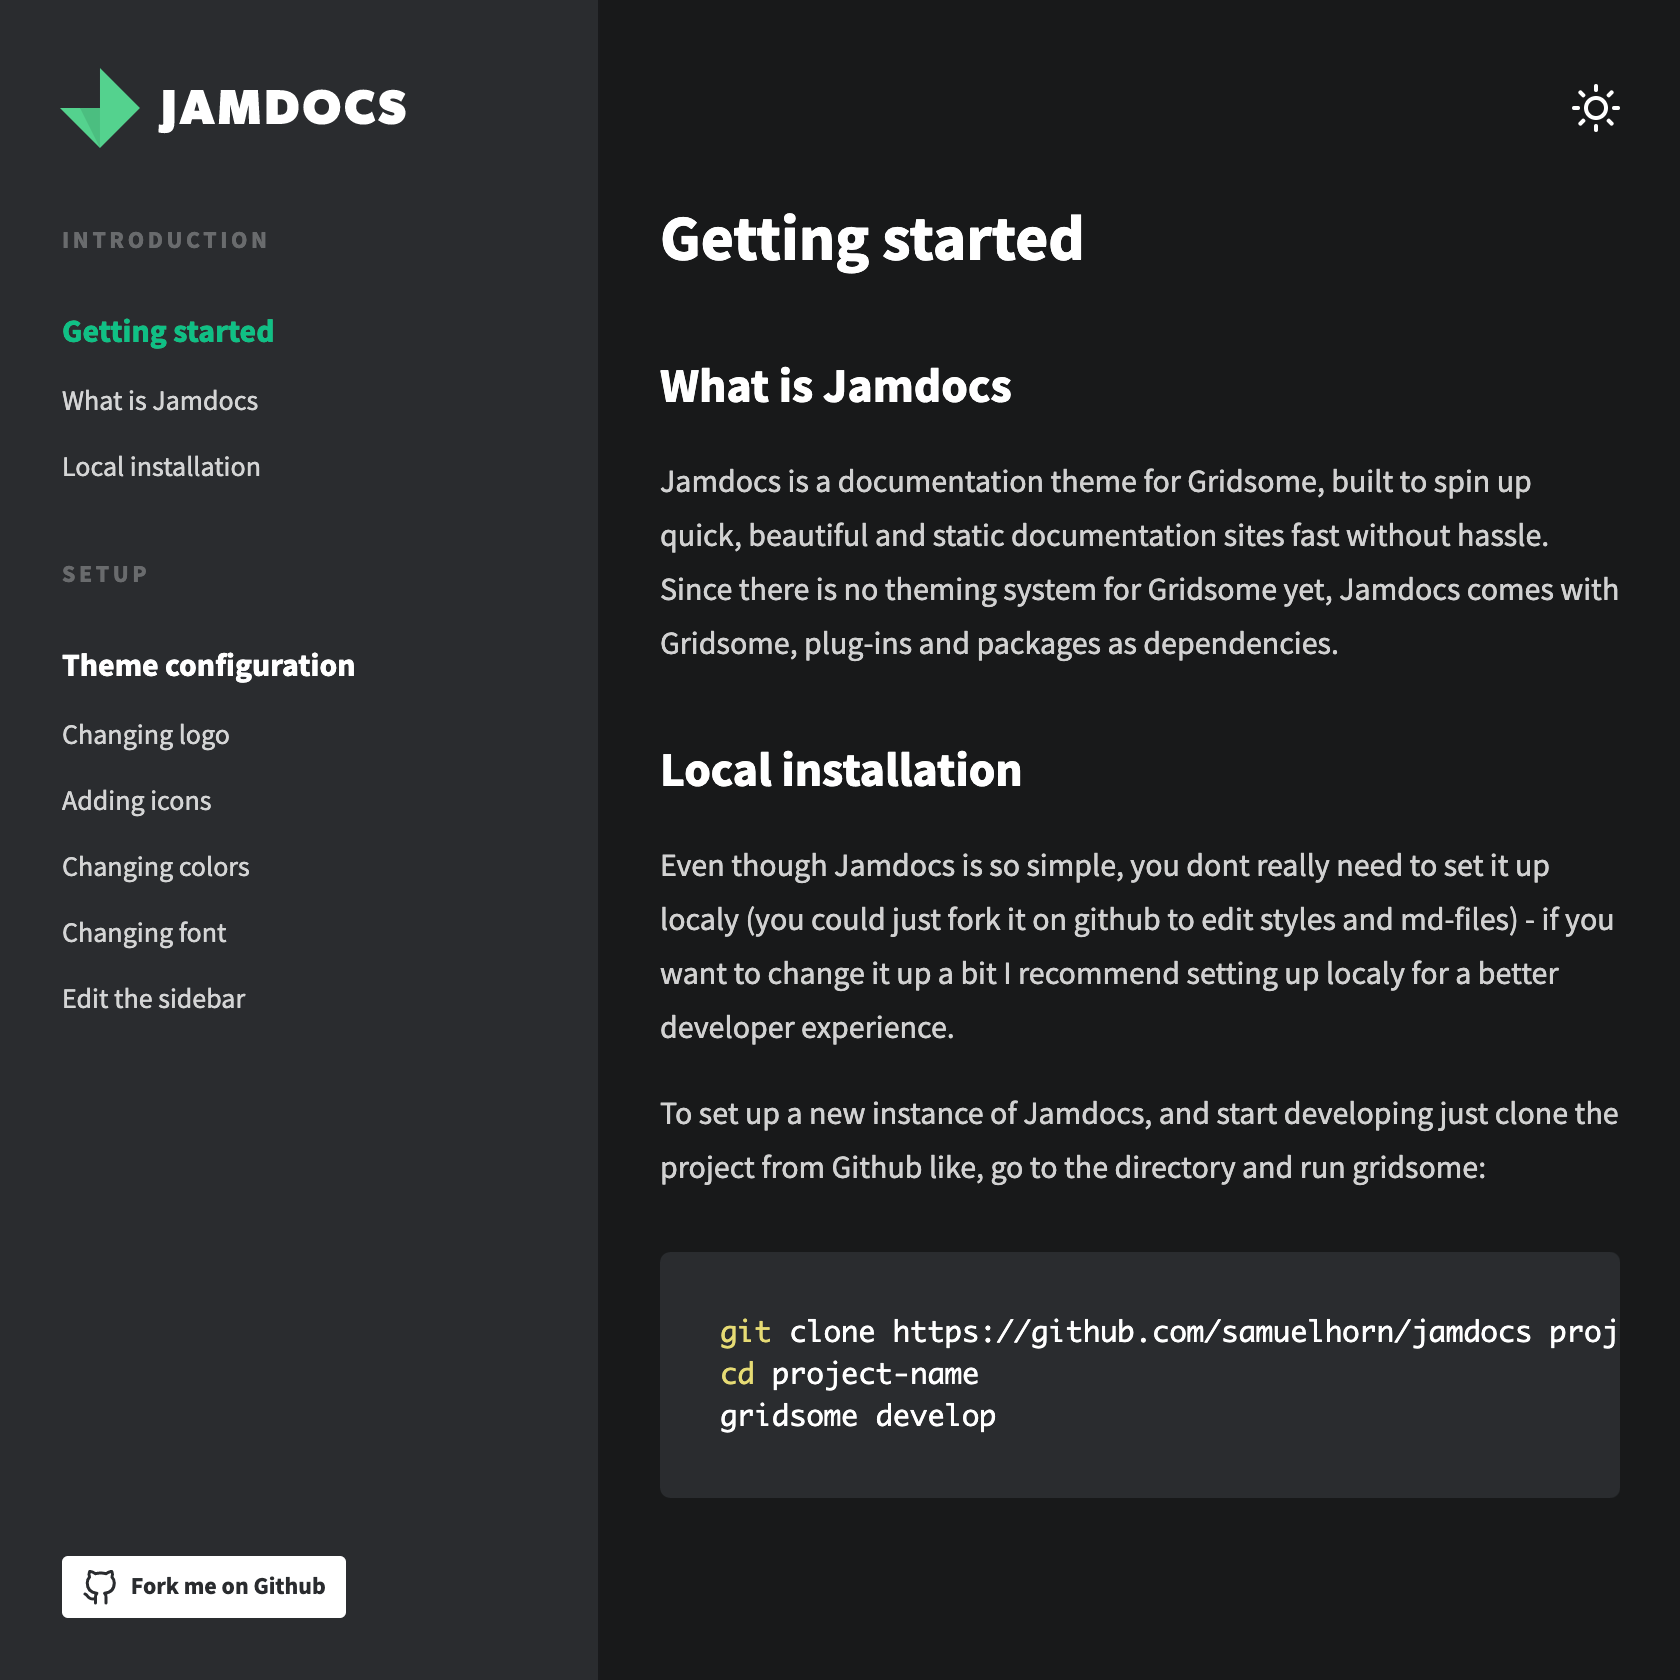 JAMDOCS
INTRODUCTION
Getting started
What is Jamdocs
Local installation
SETUP
Theme configuration
Changing logo
Adding icons
Changing colors
Changing font
Edit the sidebar
Fork me on Github
Getting started
What is Jamdocs
Jamdocs is a documentation theme for Gridsome, built to spin up
quick, beautiful and static documentation sites fast without hassle.
Since there is no theming system for Gridsome yet, Jamdocs comes with
Gridsome, plug-ins and packages as dependencies.
Local installation
Even though Jamdocs is so simple, you dont really need to set it up
localy (you could just fork it on github to edit styles and md-files) - if you
want to change it up a bit I recommend setting up localy for a better
developer experience.
To set up a new instance of Jamdocs, and start developing just clone the
project from Github like, go to the directory and run gridsome:
git clone https://github.com/samuelhorn/jamdocs proj
cd project-name
gridsome develop